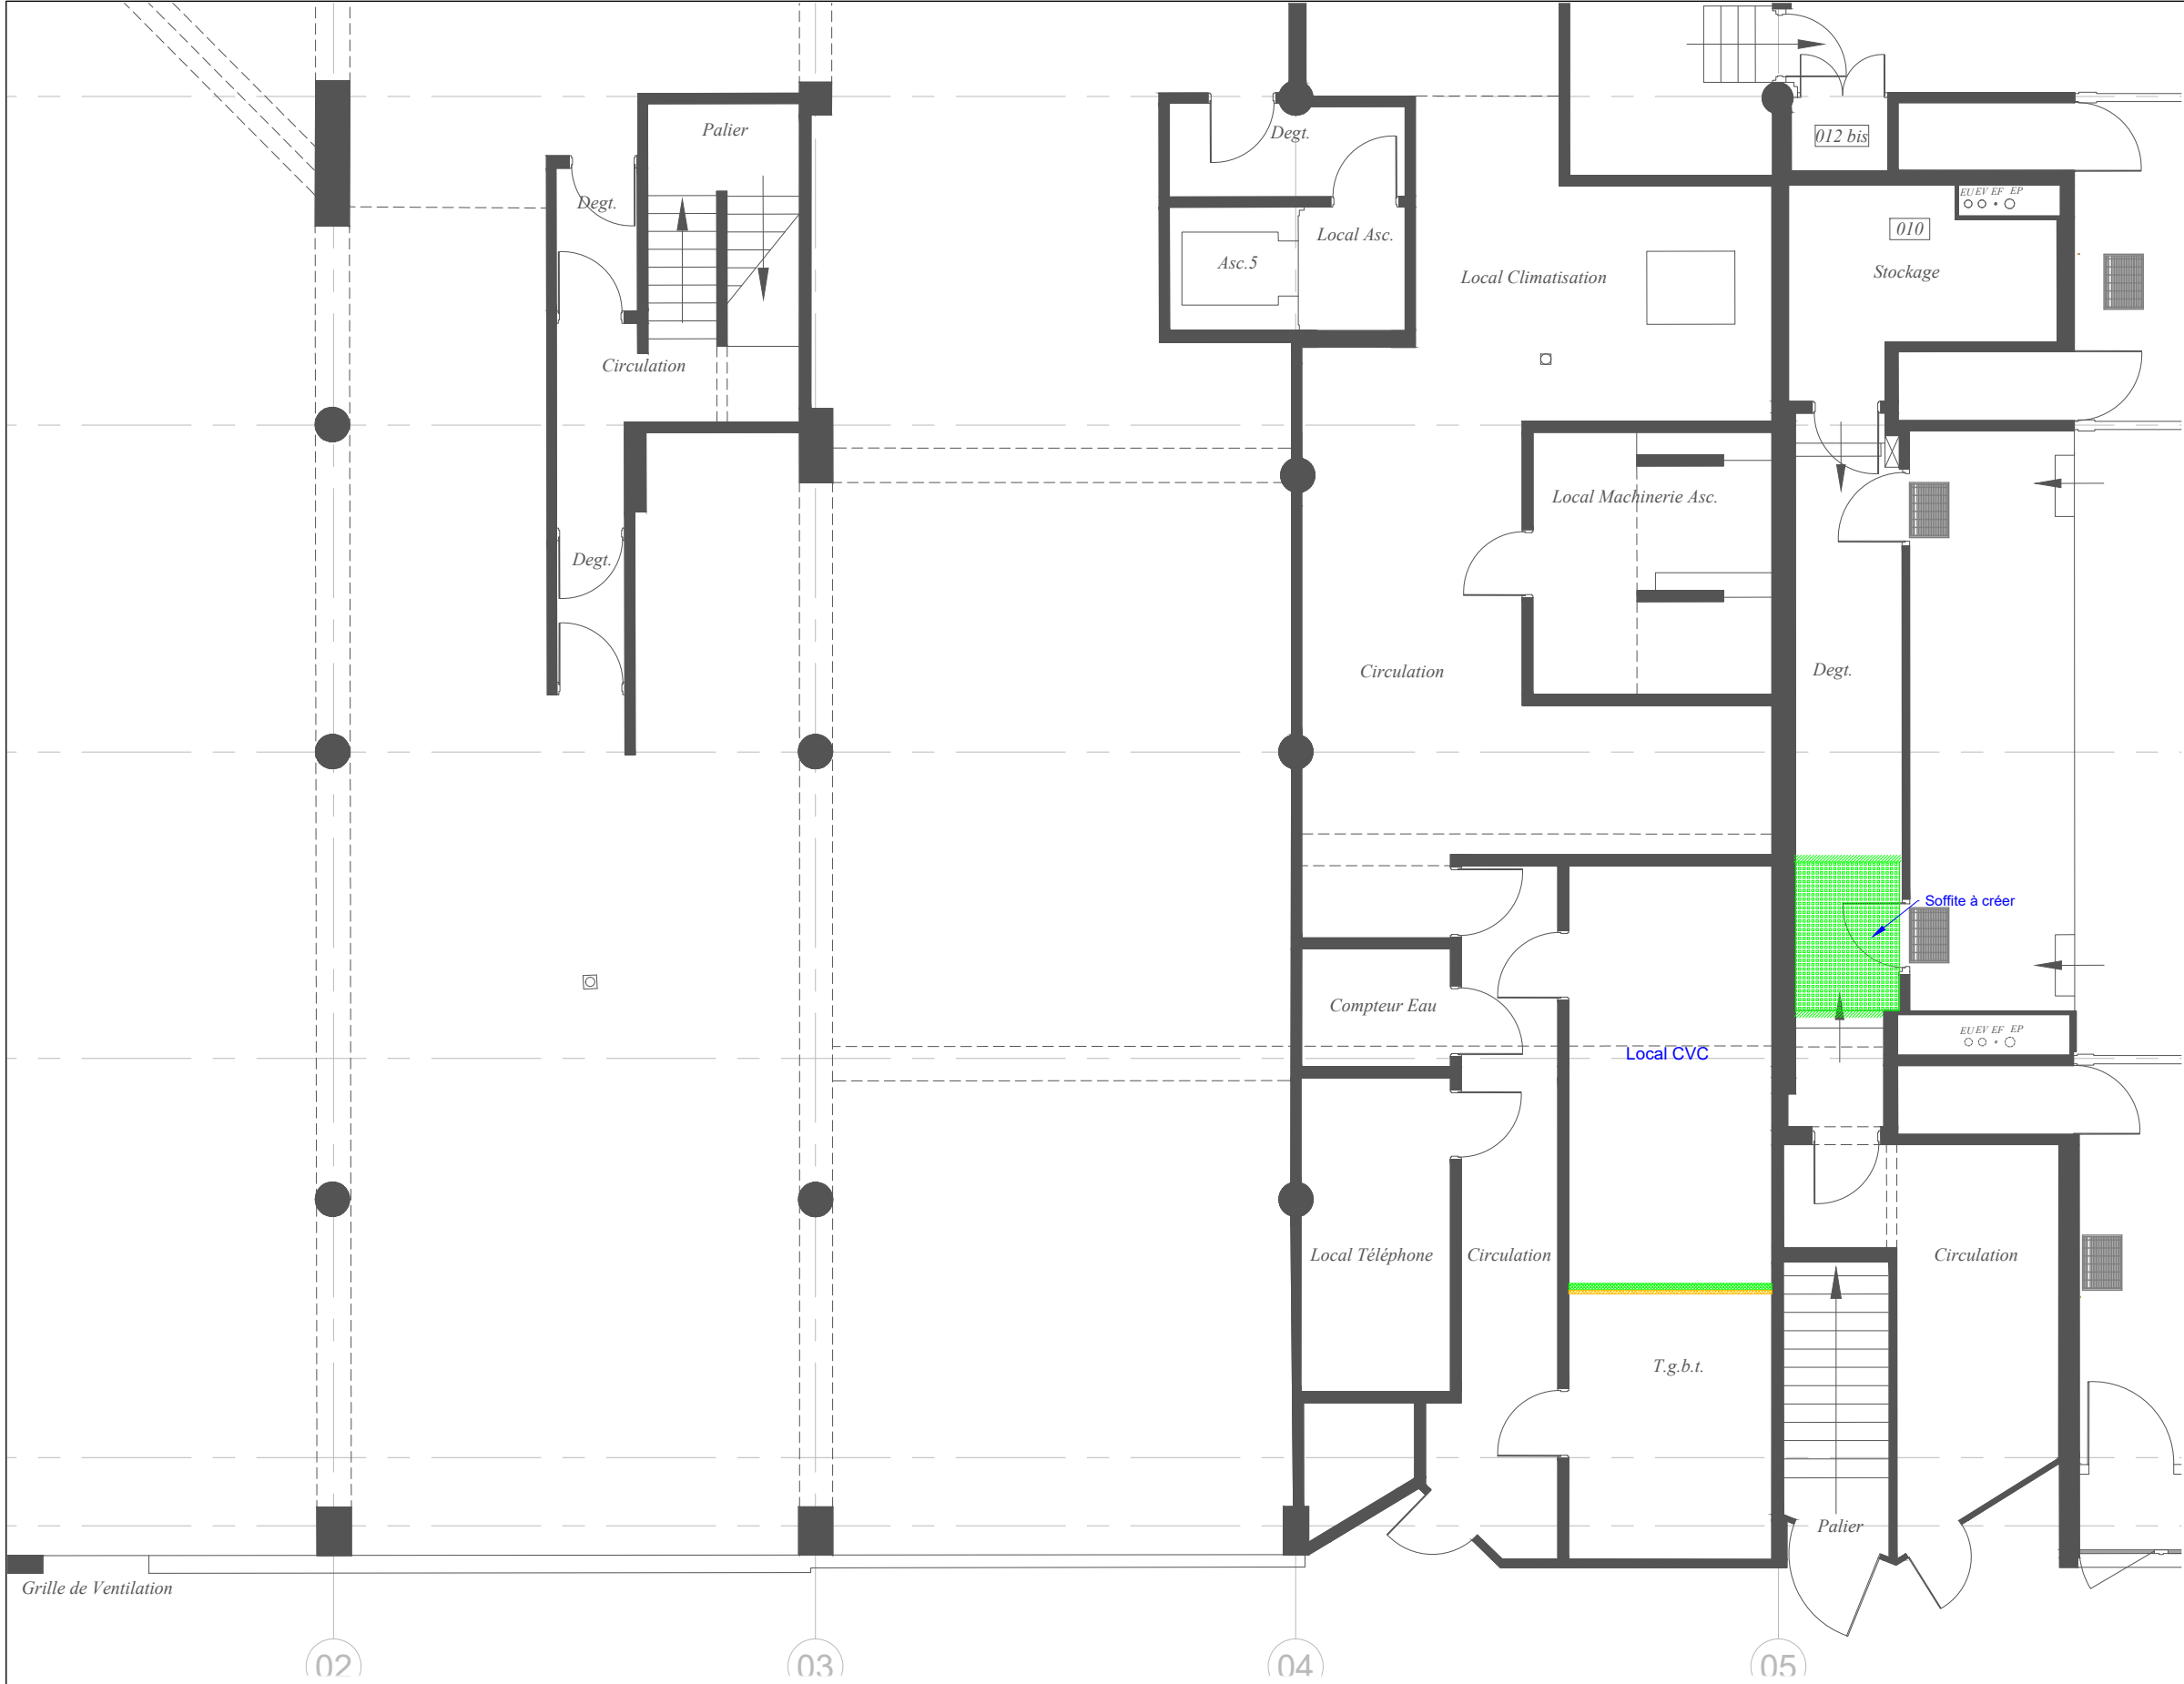 Palier
Degt.
012 bis
EU EV EF EP
Degt.
010
Local Asc.
Asc.5
Stockage
Local Climatisation
Circulation
Local Machinerie Asc.
Degt.
Circulation
Degt.
Soffite à créer
Compteur Eau
EU EV EF EP
Local CVC
Local Téléphone
Circulation
Circulation
T.g.b.t.
Palier
Grille de Ventilation
02
03
04
05